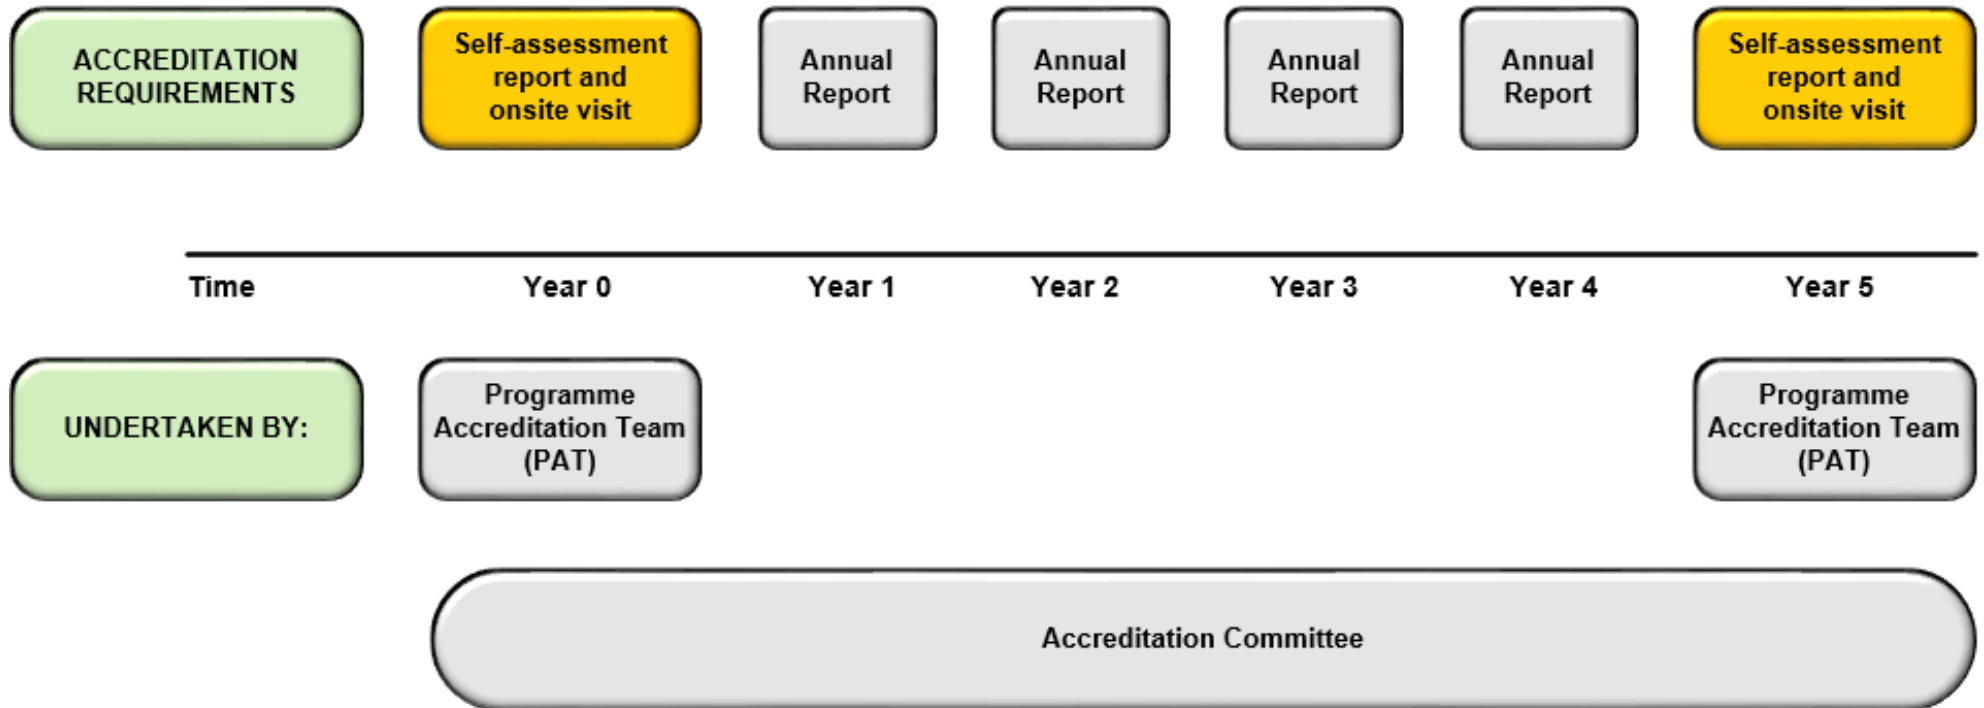 ACCREDITATION
REQUIREMENTS
Self-assessment
report and
onsite visit
Annual
Report
Annual
Report
Annual
Report
Annual
Report
Self-assessment
report and
onsite visit
Time
Year 0
Year 1
Year 2
Year 3
Year 4
Year 5
UNDERTAKEN BY:
Programme
Accreditation Team
(PAT)
Programme
Accreditation Team
(PAT)
Accreditation Committee